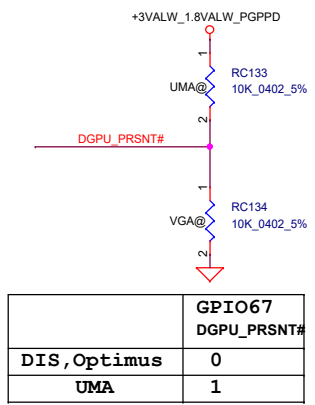 +3VALW_1.8VALW_PGPPD
1
RC133
UMA@ 10K_0402_5%
2
DGPU_PRSNT#
1
RC134
VGA@ 10K_0402_5%
2
GPIO67
DGPU_PRSNT#
DIS,Optimus 0
UMA 1